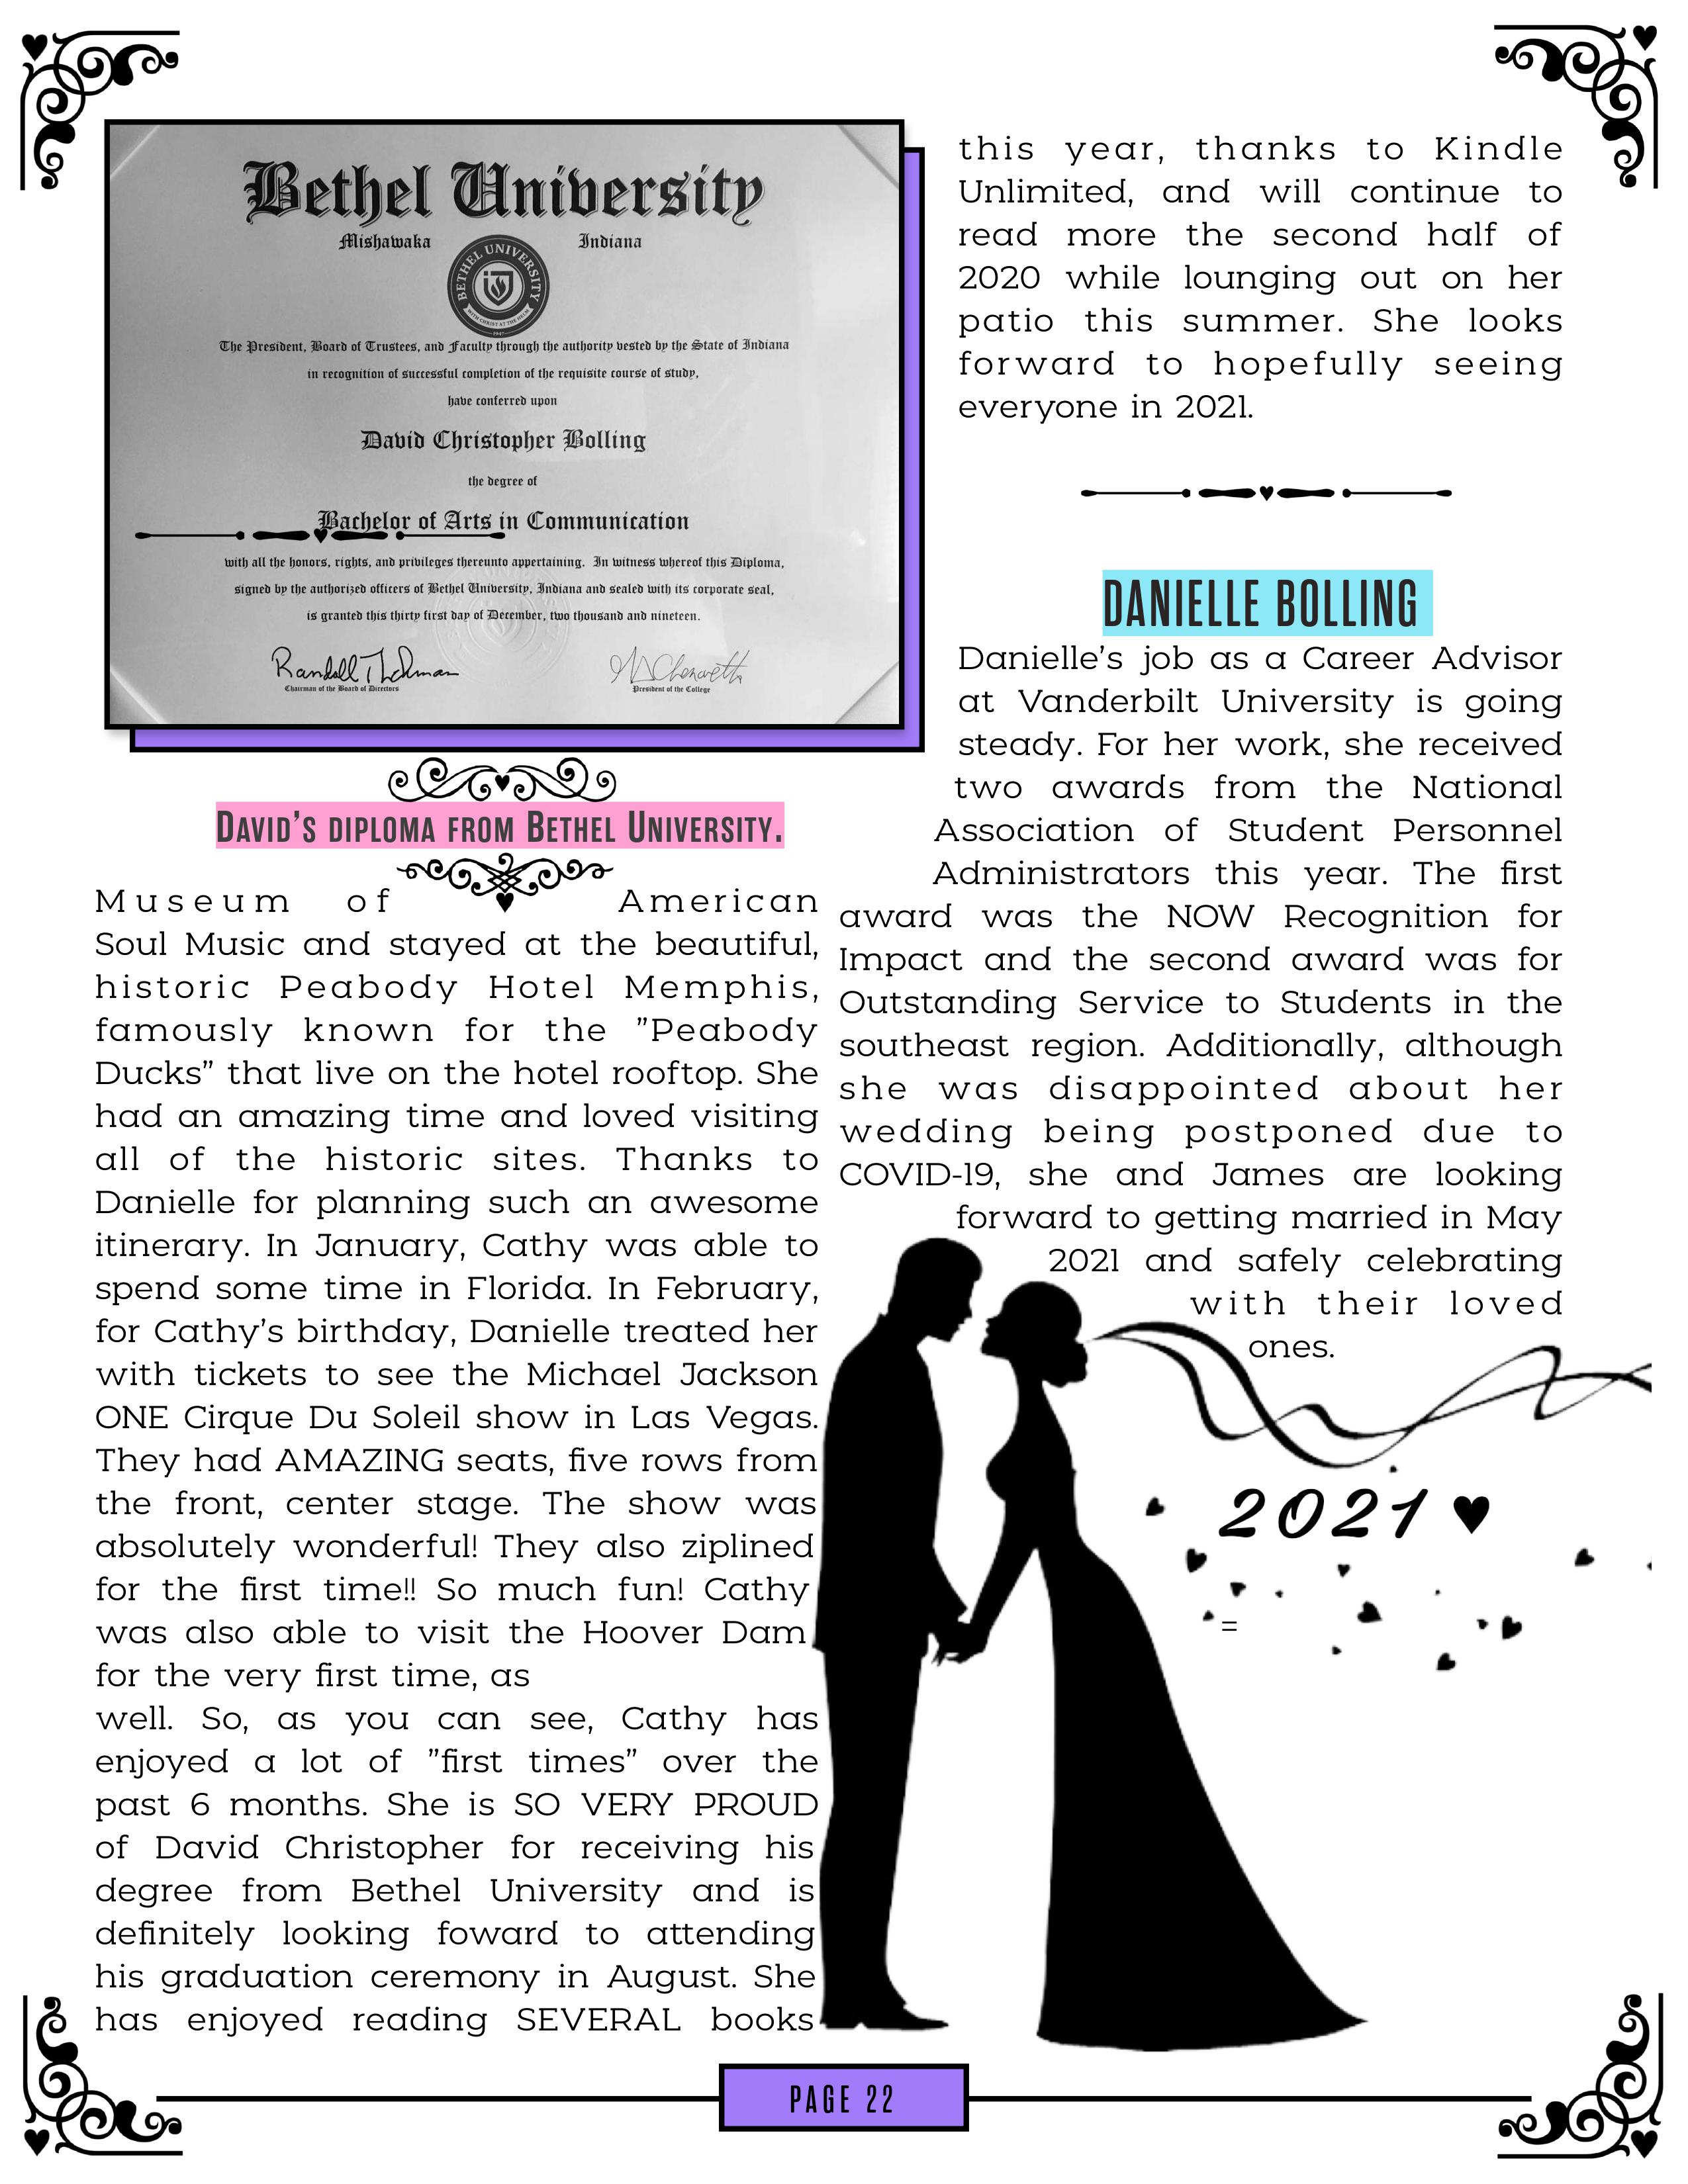 Bethel University
Mishawaka Indiana
BETHEL UNIVERSITY
WITH CHRIST AT THE HELM
1947
The President, Board of Trustees, and Faculty through the authority vested by the State of Indiana
in recognition of successful completion of the requisite course of study,
have conferred upon
David Christopher Bolling
the degree of
Bachelor of Arts in Communication
with all the honors, rights, and privileges thereunto appertaining. In witness whereof this Diploma,
signed by the authorized officers of Bethel University, Indiana and sealed with its corporate seal,
is granted this thirty first day of December, two thousand and nineteen.
Chairman of the Board of Directors
President of the College
DAVID'S DIPLOMA FROM BETHEL UNIVERSITY.
Museum of American
Soul Music and stayed at the beautiful,
historic Peabody Hotel Memphis,
famously known for the "Peabody
Ducks" that live on the hotel rooftop. She
had an amazing time and loved visiting
all of the historic sites. Thanks to
Danielle for planning such an awesome
itinerary. In January, Cathy was able to
spend some time in Florida. In February,
for Cathy's birthday, Danielle treated her
with tickets to see the Michael Jackson
ONE Cirque Du Soleil show in Las Vegas.
They had AMAZING seats, five rows from
the front, center stage. The show was
absolutely wonderful! They also ziplined
for the first time!! So much fun! Cathy
was also able to visit the Hoover Dam
for the very first time, as
well. So, as you can see, Cathy has
enjoyed a lot of "first times" over the
past 6 months. She is SO VERY PROUD
of David Christopher for receiving his
degree from Bethel University and is
definitely looking foward to attending
his graduation ceremony in August. She
has enjoyed reading SEVERAL books
this year, thanks to Kindle
Unlimited, and will continue to
read more the second half of
2020 while lounging out on her
patio this summer. She looks
forward to hopefully seeing
everyone in 2021.
DANIELLE BOLLING
Danielle's job as a Career Advisor
at Vanderbilt University is going
steady. For her work, she received
two awards from the National
Association of Student Personnel
Administrators this year. The first
award was the NOW Recognition for
Impact and the second award was for
Outstanding Service to Students in the
southeast region. Additionally, although
she was disappointed about her
wedding being postponed due to
COVID-19, she and James are looking
forward to getting married in May
2021 and safely celebrating
with their loved
ones.
2021 ♥
=
PAGE 22